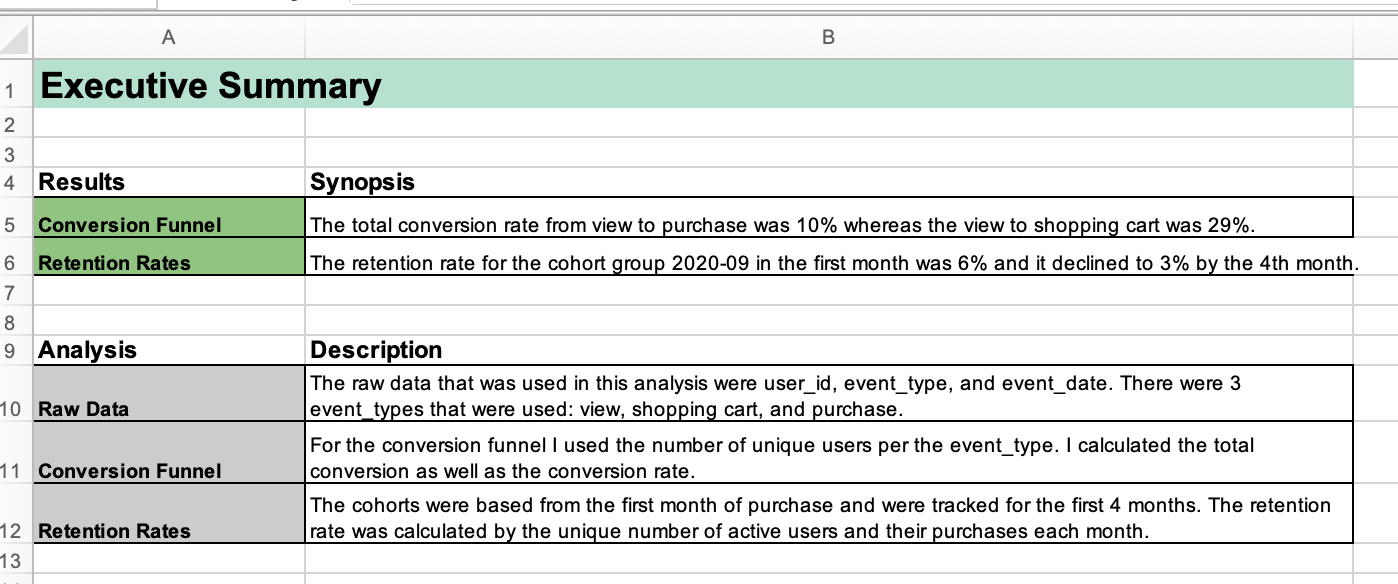 A B
1 Executive Summary
2
3
4 Results Synopsis
5 Conversion Funnel The total conversion rate from view to purchase was 10% whereas the view to shopping cart was 29%.
6 Retention Rates The retention rate for the cohort group 2020-09 in the first month was 6% and it declined to 3% by the 4th month.
7
8
9 Analysis Description
The raw data that was used in this analysis were user_id, event_type, and event_date. There were 3
10 Raw Data event_types that were used: view, shopping cart, and purchase.
For the conversion funnel I used the number of unique users per the event_type. I calculated the total
11 Conversion Funnel conversion as well as the conversion rate.
The cohorts were based from the first month of purchase and were tracked for the first 4 months. The retention
12 Retention Rates rate was calculated by the unique number of active users and their purchases each month.
13